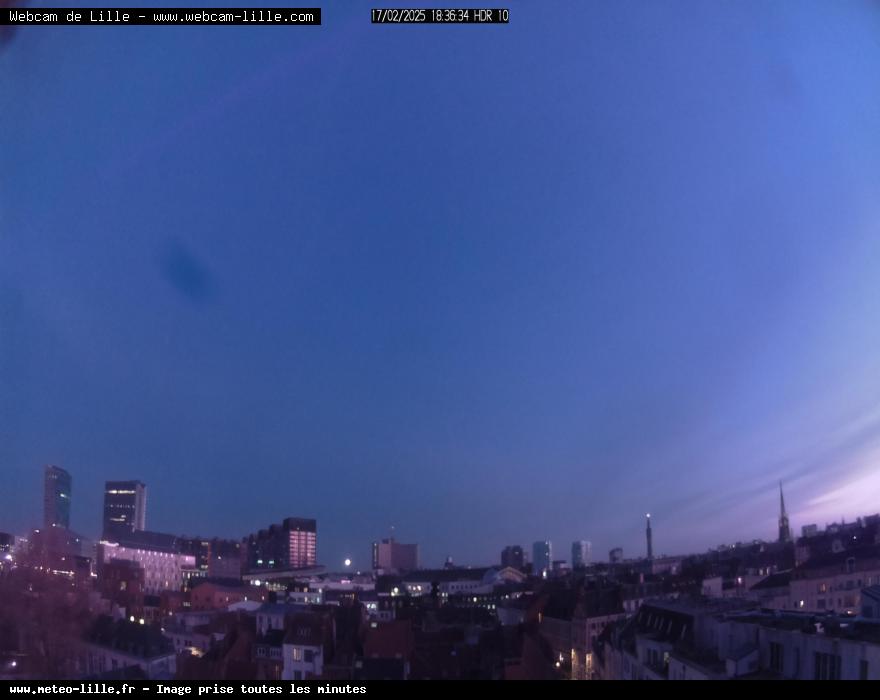 Webcam de Lille - www.webcam-lille.com
17/02/2025 18:36:34 HDR 10
www.meteo-lille.fr - Image prise toutes les minutes